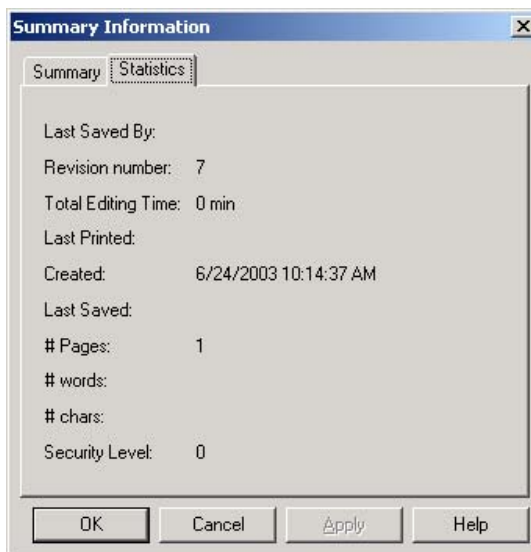 Summary Information
Summary Statistics
Last Saved By:
Revision number: 7
Total Editing Time: 0 min
Last Printed:
Created: 6/24/2003 10:14:37 AM
Last Saved:
# Pages: 1
# words:
# chars:
Security Level: 0
OK Cancel Apply Help